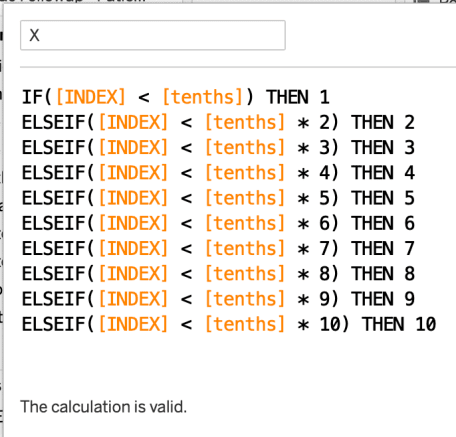 X
IF([INDEX] < [tenths]) THEN 1
ELSEIF([INDEX] < [tenths] * 2) THEN 2
ELSEIF([INDEX] < [tenths] * 3) THEN 3
ELSEIF([INDEX] < [tenths] * 4) THEN 4
ELSEIF([INDEX] < [tenths] * 5) THEN 5
ELSEIF([INDEX] < [tenths] * 6) THEN 6
ELSEIF([INDEX] < [tenths] * 7) THEN 7
ELSEIF([INDEX] < [tenths] * 8) THEN 8
ELSEIF([INDEX] < [tenths] * 9) THEN 9
ELSEIF([INDEX] < [tenths] * 10) THEN 10
The calculation is valid.